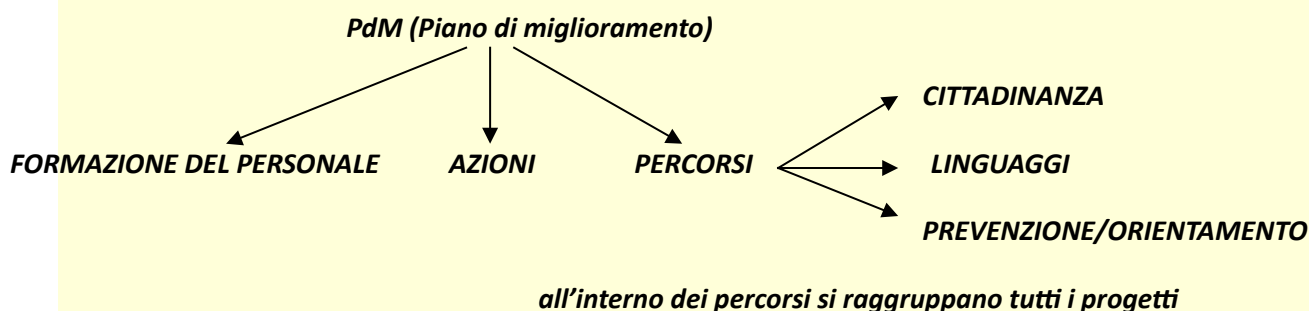 PdM (Piano di miglioramento)
CITTADINANZA
FORMAZIONE DEL PERSONALE AZIONI PERCORSI LINGUAGGI
PREVENZIONE/ORIENTAMENTO
all’interno dei percorsi si raggruppano tutti i progetti